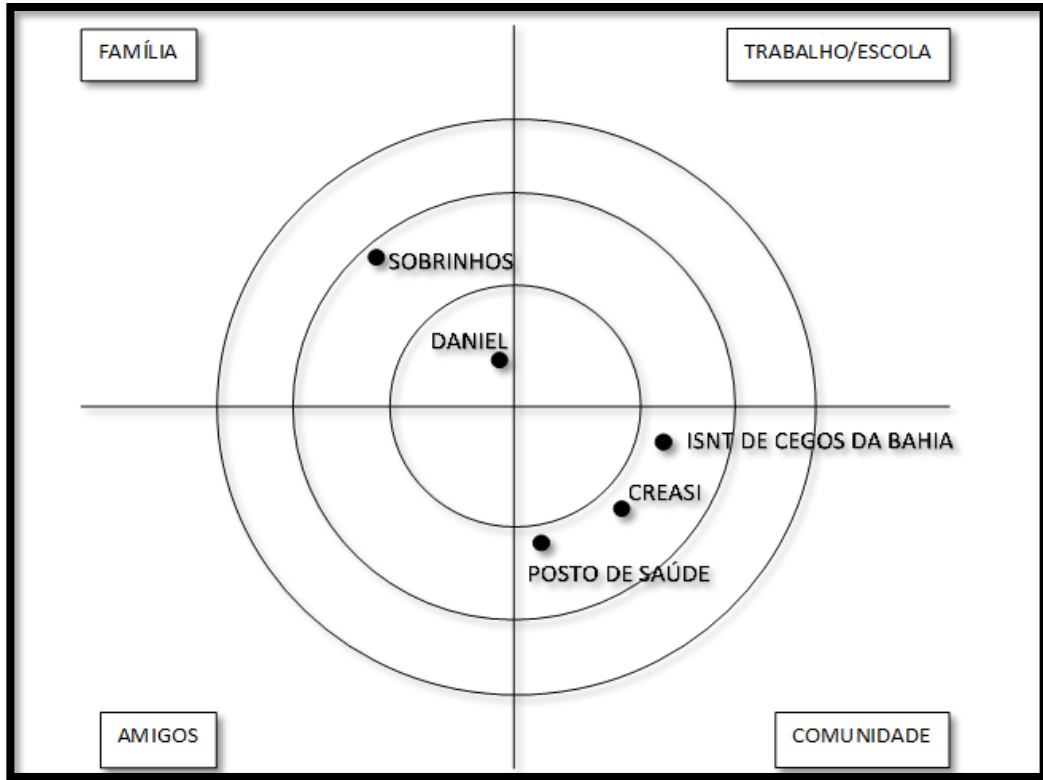 FAMÍLIA
TRABALHO/ESCOLA
SOBRINHOS
DANIEL
ISNT DE CEGOS DA BAHIA
CREASI
POSTO DE SAÚDE
AMIGOS
COMUNIDADE